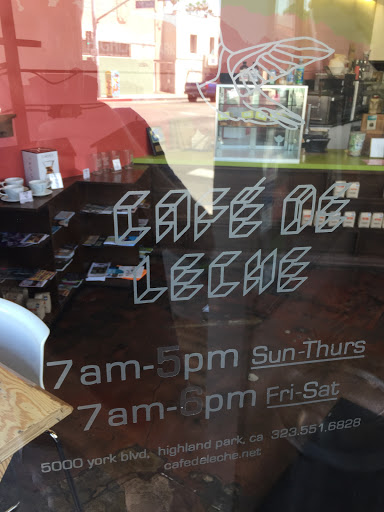 CAFÉ DE
LECHE
7am-5pm Sun-Thurs
7am-6pm Fri-Sat
5000 york blvd, highland park, ca 323.551.6828
cafedeleche.net